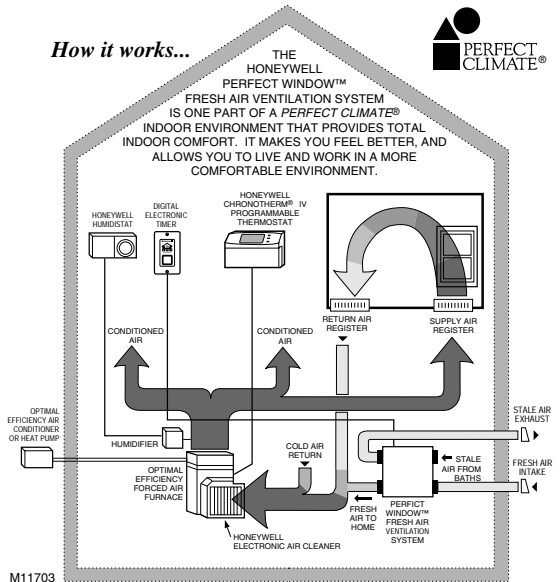 How it works...
PERFECT
CLIMATE®
THE
HONEYWELL
PERFECT WINDOW™
FRESH AIR VENTILATION SYSTEM
IS ONE PART OF A PERFECT CLIMATE®
INDOOR ENVIRONMENT THAT PROVIDES TOTAL
INDOOR COMFORT. IT MAKES YOU FEEL BETTER, AND
ALLOWS YOU TO LIVE AND WORK IN A MORE
COMFORTABLE ENVIRONMENT.
HONEYWELL
HUMIDISTAT
DIGITAL
ELECTRONIC
TIMER
HONEYWELL
CHRONOTHERM® IV
PROGRAMMABLE
THERMOSTAT
RETURN AIR
REGISTER
SUPPLY AIR
REGISTER
CONDITIONED
AIR
CONDITIONED
AIR
OPTIMAL
EFFICIENCY AIR
CONDITIONER
OR HEAT PUMP
HUMIDIFIER
COLD AIR
RETURN
STALE AIR
EXHAUST
STALE
AIR FROM
BATHS
FRESH AIR
INTAKE
OPTIMAL
EFFICIENCY
FORCED AIR
FURNACE
FRESH
AIR TO
HOME
PERFICT
WINDOW™
FRESH AIR
VENTILATION
SYSTEM
HONEYWELL
ELECTRONIC AIR CLEANER
M11703